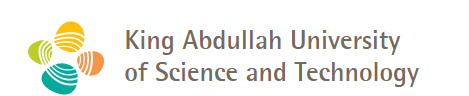 King Abdullah University
of Science and Technology